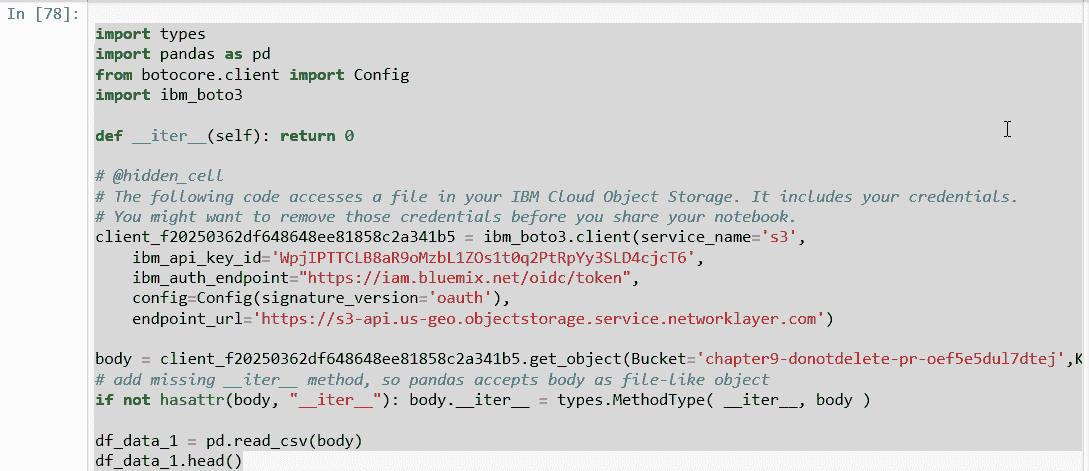 In [78]:
import types
import pandas as pd
from botocore.client import Config
import ibm_boto3
def __iter__(self): return 0
# @hidden_cell
# The following code accesses a file in your IBM Cloud Object Storage. It includes your credentials.
# You might want to remove those credentials before you share your notebook.
client_f20250362df648648ee81858c2a341b5 = ibm_boto3.client(service_name='s3',
    ibm_api_key_id='WpjIPTTCLB8aR9oMzbL1ZOs1t0q2PtRpYy3SLD4cjcT6',
    ibm_auth_endpoint="https://iam.bluemix.net/oidc/token",
    config=Config(signature_version='oauth'),
    endpoint_url='https://s3-api.us-geo.objectstorage.service.networklayer.com')
body = client_f20250362df648648ee81858c2a341b5.get_object(Bucket='chapter9-donotdelete-pr-oef5e5dul7dtej',K
# add missing __iter__ method, so pandas accepts body as file-like object
if not hasattr(body, "__iter__"): body.__iter__ = types.MethodType( __iter__, body )
df_data_1 = pd.read_csv(body)
df_data_1.head()